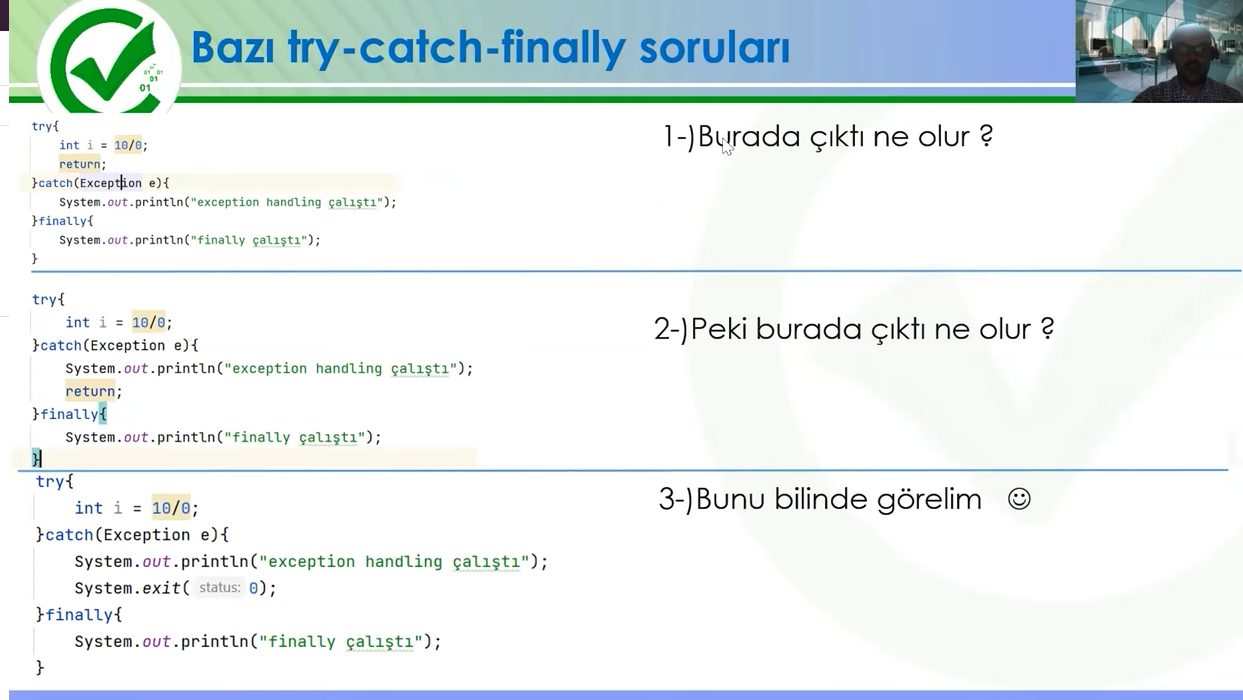 Bazı try-catch-finally soruları
01 01
01
01
try{
int i = 10/0;
return;
}catch(Exception e){
System.out.println("exception handling çalıştı");
}finally{
System.out.println("finally çalıştı");
}
1-)Burada çıktı ne olur ?
try{
int i = 10/0;
}catch(Exception e){
System.out.println("exception handling çalıştı");
return;
}finally{
System.out.println("finally çalıştı");
}
2-)Peki burada çıktı ne olur ?
try{
int i = 10/0;
}catch(Exception e){
System.out.println("exception handling çalıştı");
System.exit( status: 0);
}finally{
System.out.println("finally çalıştı");
}
3-)Bunu bilinde görelim ☺